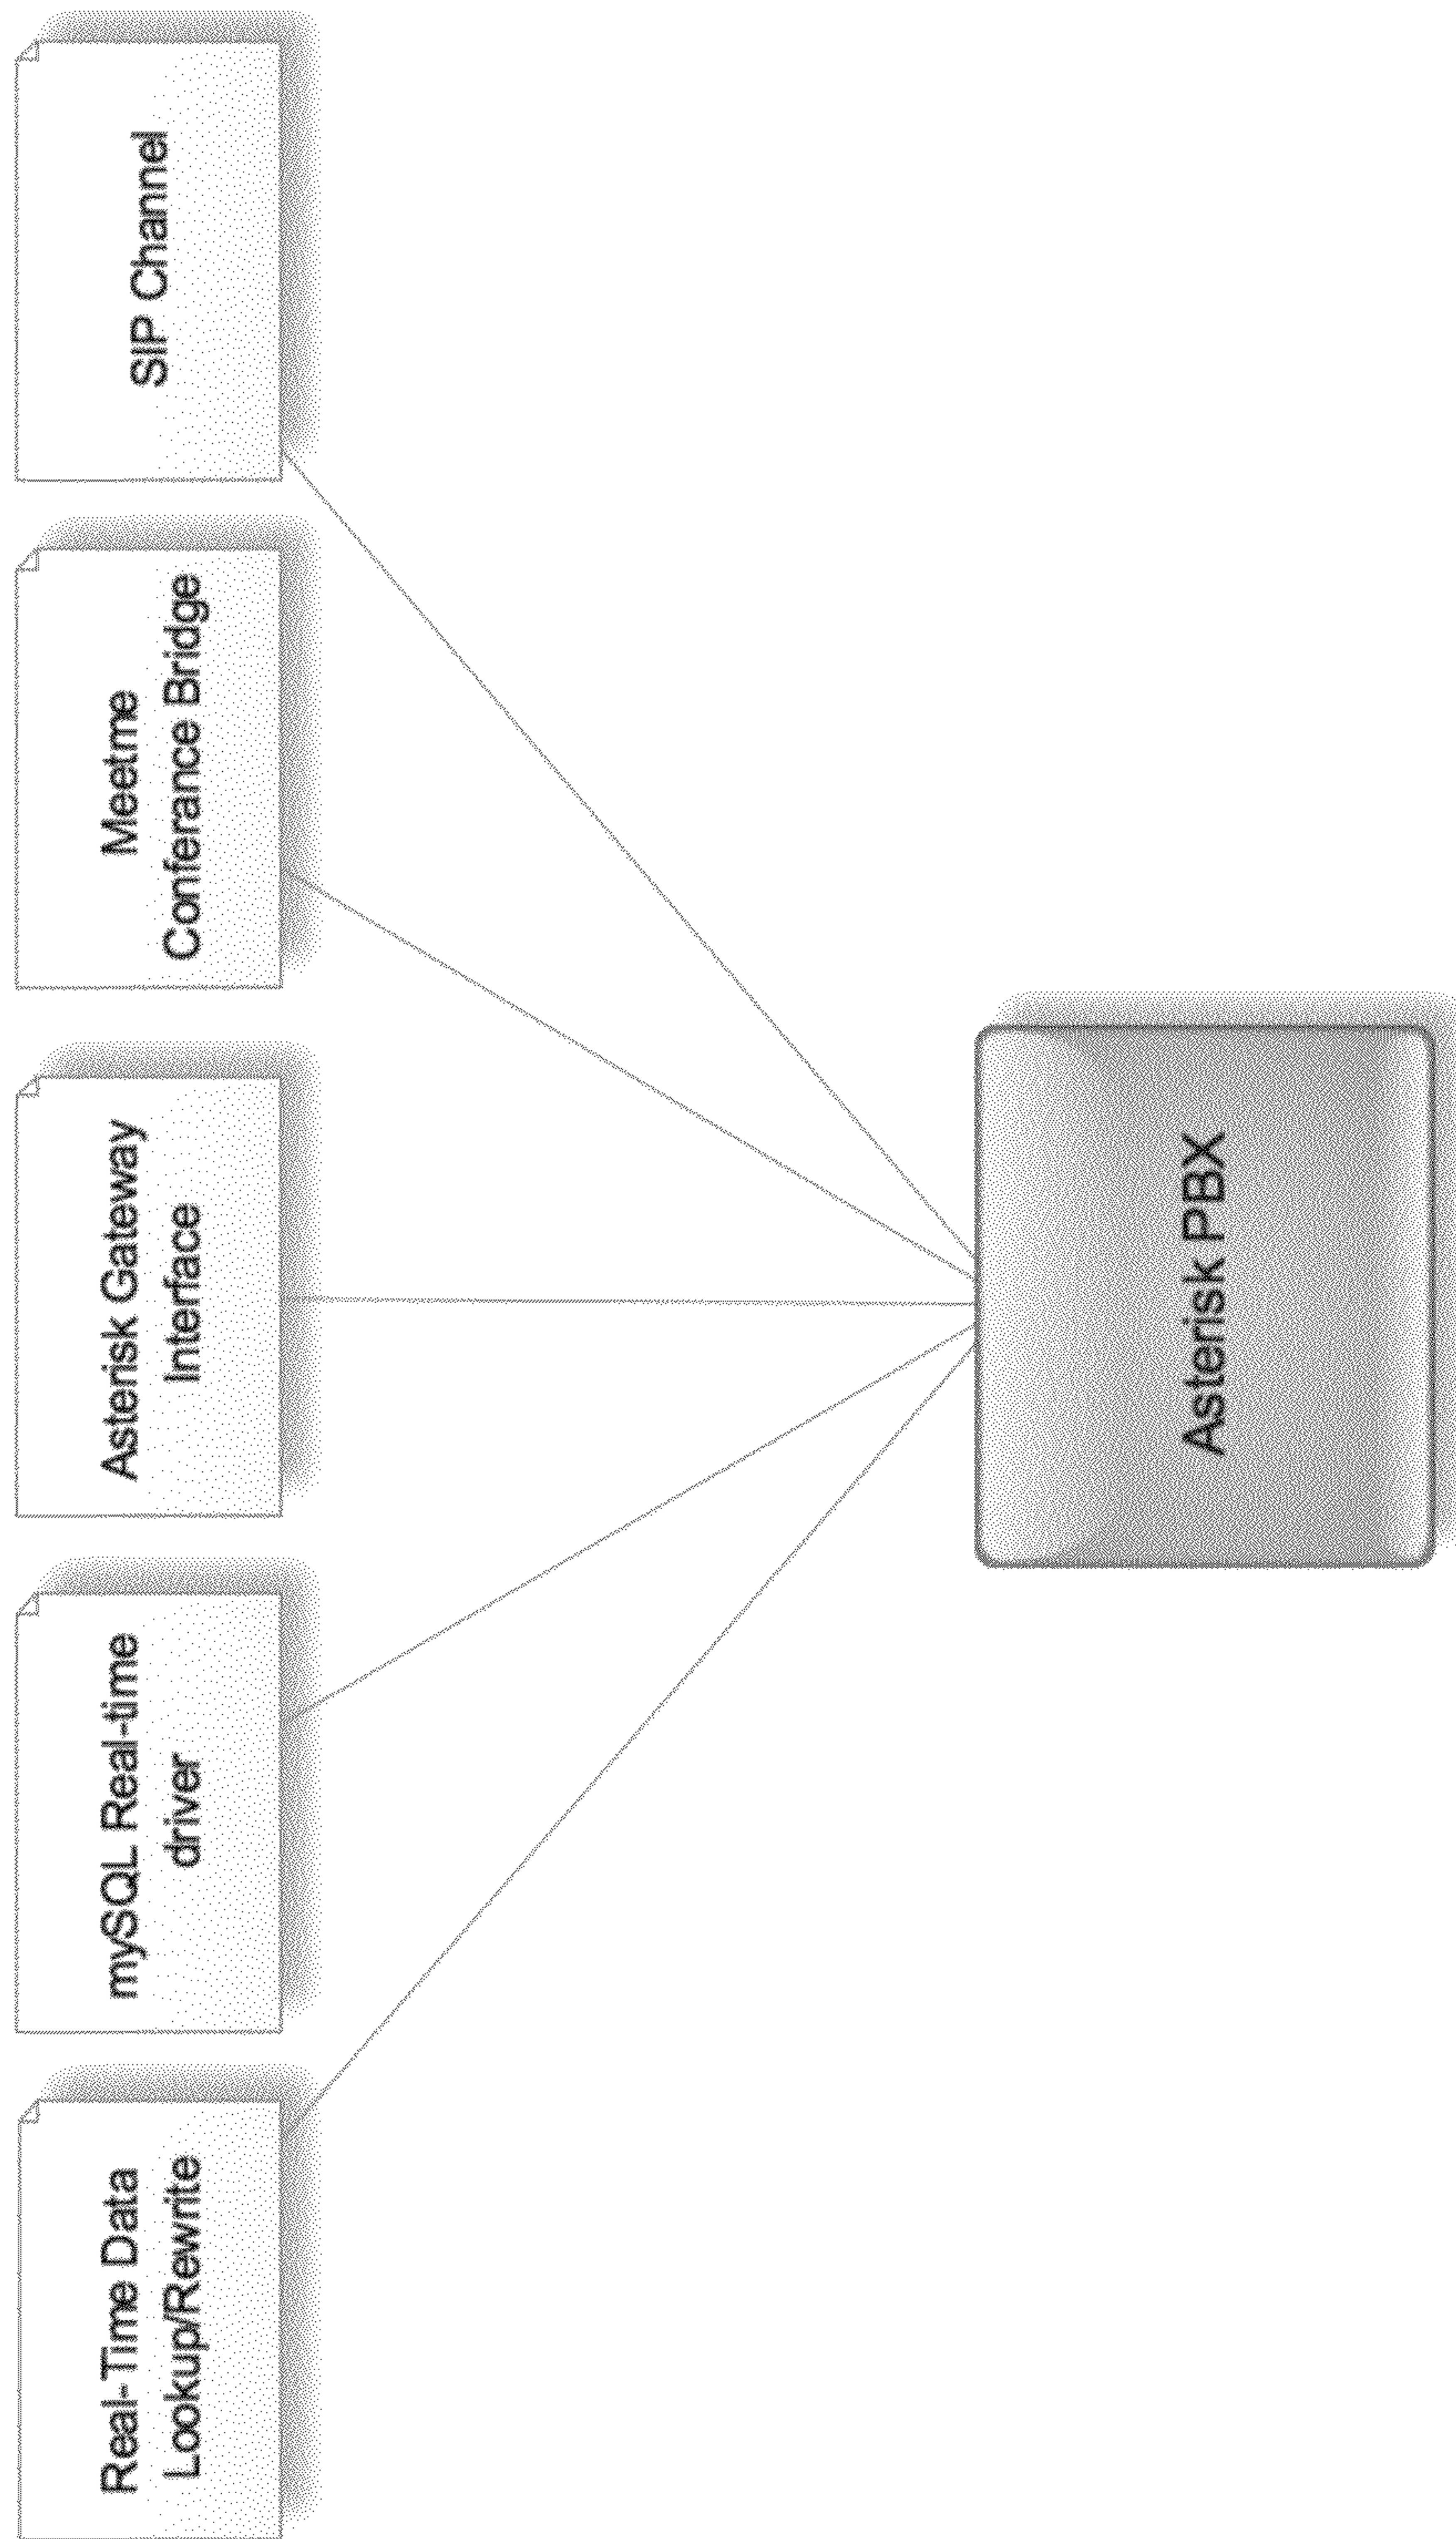 Real-Time Data
Lookup/Rewrite
mySQL Real-time
driver
Asterisk Gateway
Interface
Meetme
Conferance Bridge
SIP Channel
Asterisk PBX